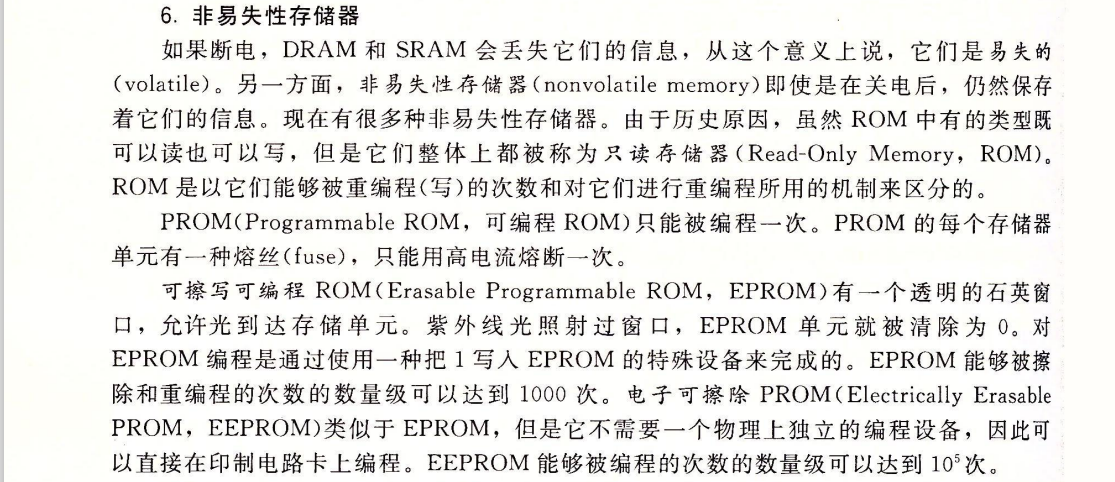 6. 非易失性存储器
如果断电，DRAM 和 SRAM 会丢失它们的信息，从这个意义上说，它们是易失的
(volatile)。另一方面，非易失性存储器(nonvolatile memory)即使是在关电后，仍然保存
着它们的信息。现在有很多种非易失性存储器。由于历史原因，虽然 ROM 中有的类型既
可以读也可以写，但是它们整体上都被称为只读存储器(Read-Only Memory，ROM)。
ROM 是以它们能够被重编程(写)的次数和对它们进行重编程所用的机制来区分的。
PROM(Programmable ROM，可编程 ROM)只能被编程一次。PROM 的每个存储器
单元有一种熔丝(fuse)，只能用高电流熔断一次。
可擦写可编程 ROM(Erasable Programmable ROM，EPROM)有一个透明的石英窗
口，允许光到达存储单元。紫外线光照射过窗口，EPROM 单元就被清除为 0。对
EPROM 编程是通过使用一种把 1 写入 EPROM 的特殊设备来完成的。EPROM 能够被擦
除和重编程的次数的数量级可以达到 1000 次。电子可擦除 PROM(Electrically Erasable
PROM，EEPROM)类似于 EPROM，但是它不需要一个物理上独立的编程设备，因此可
以直接在印制电路卡上编程。EEPROM 能够被编程的次数的数量级可以达到 10⁵ 次。